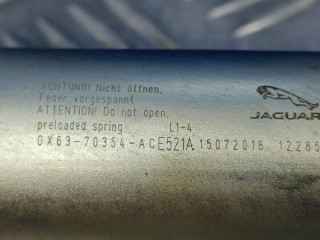 ACHTUNG! Nicht öffnen,
Feder vorgespannt
ATTENTION! Do not open,
preloaded spring L1-4
JAGUAR
GX63-70354-ACE521A 15072016 12285